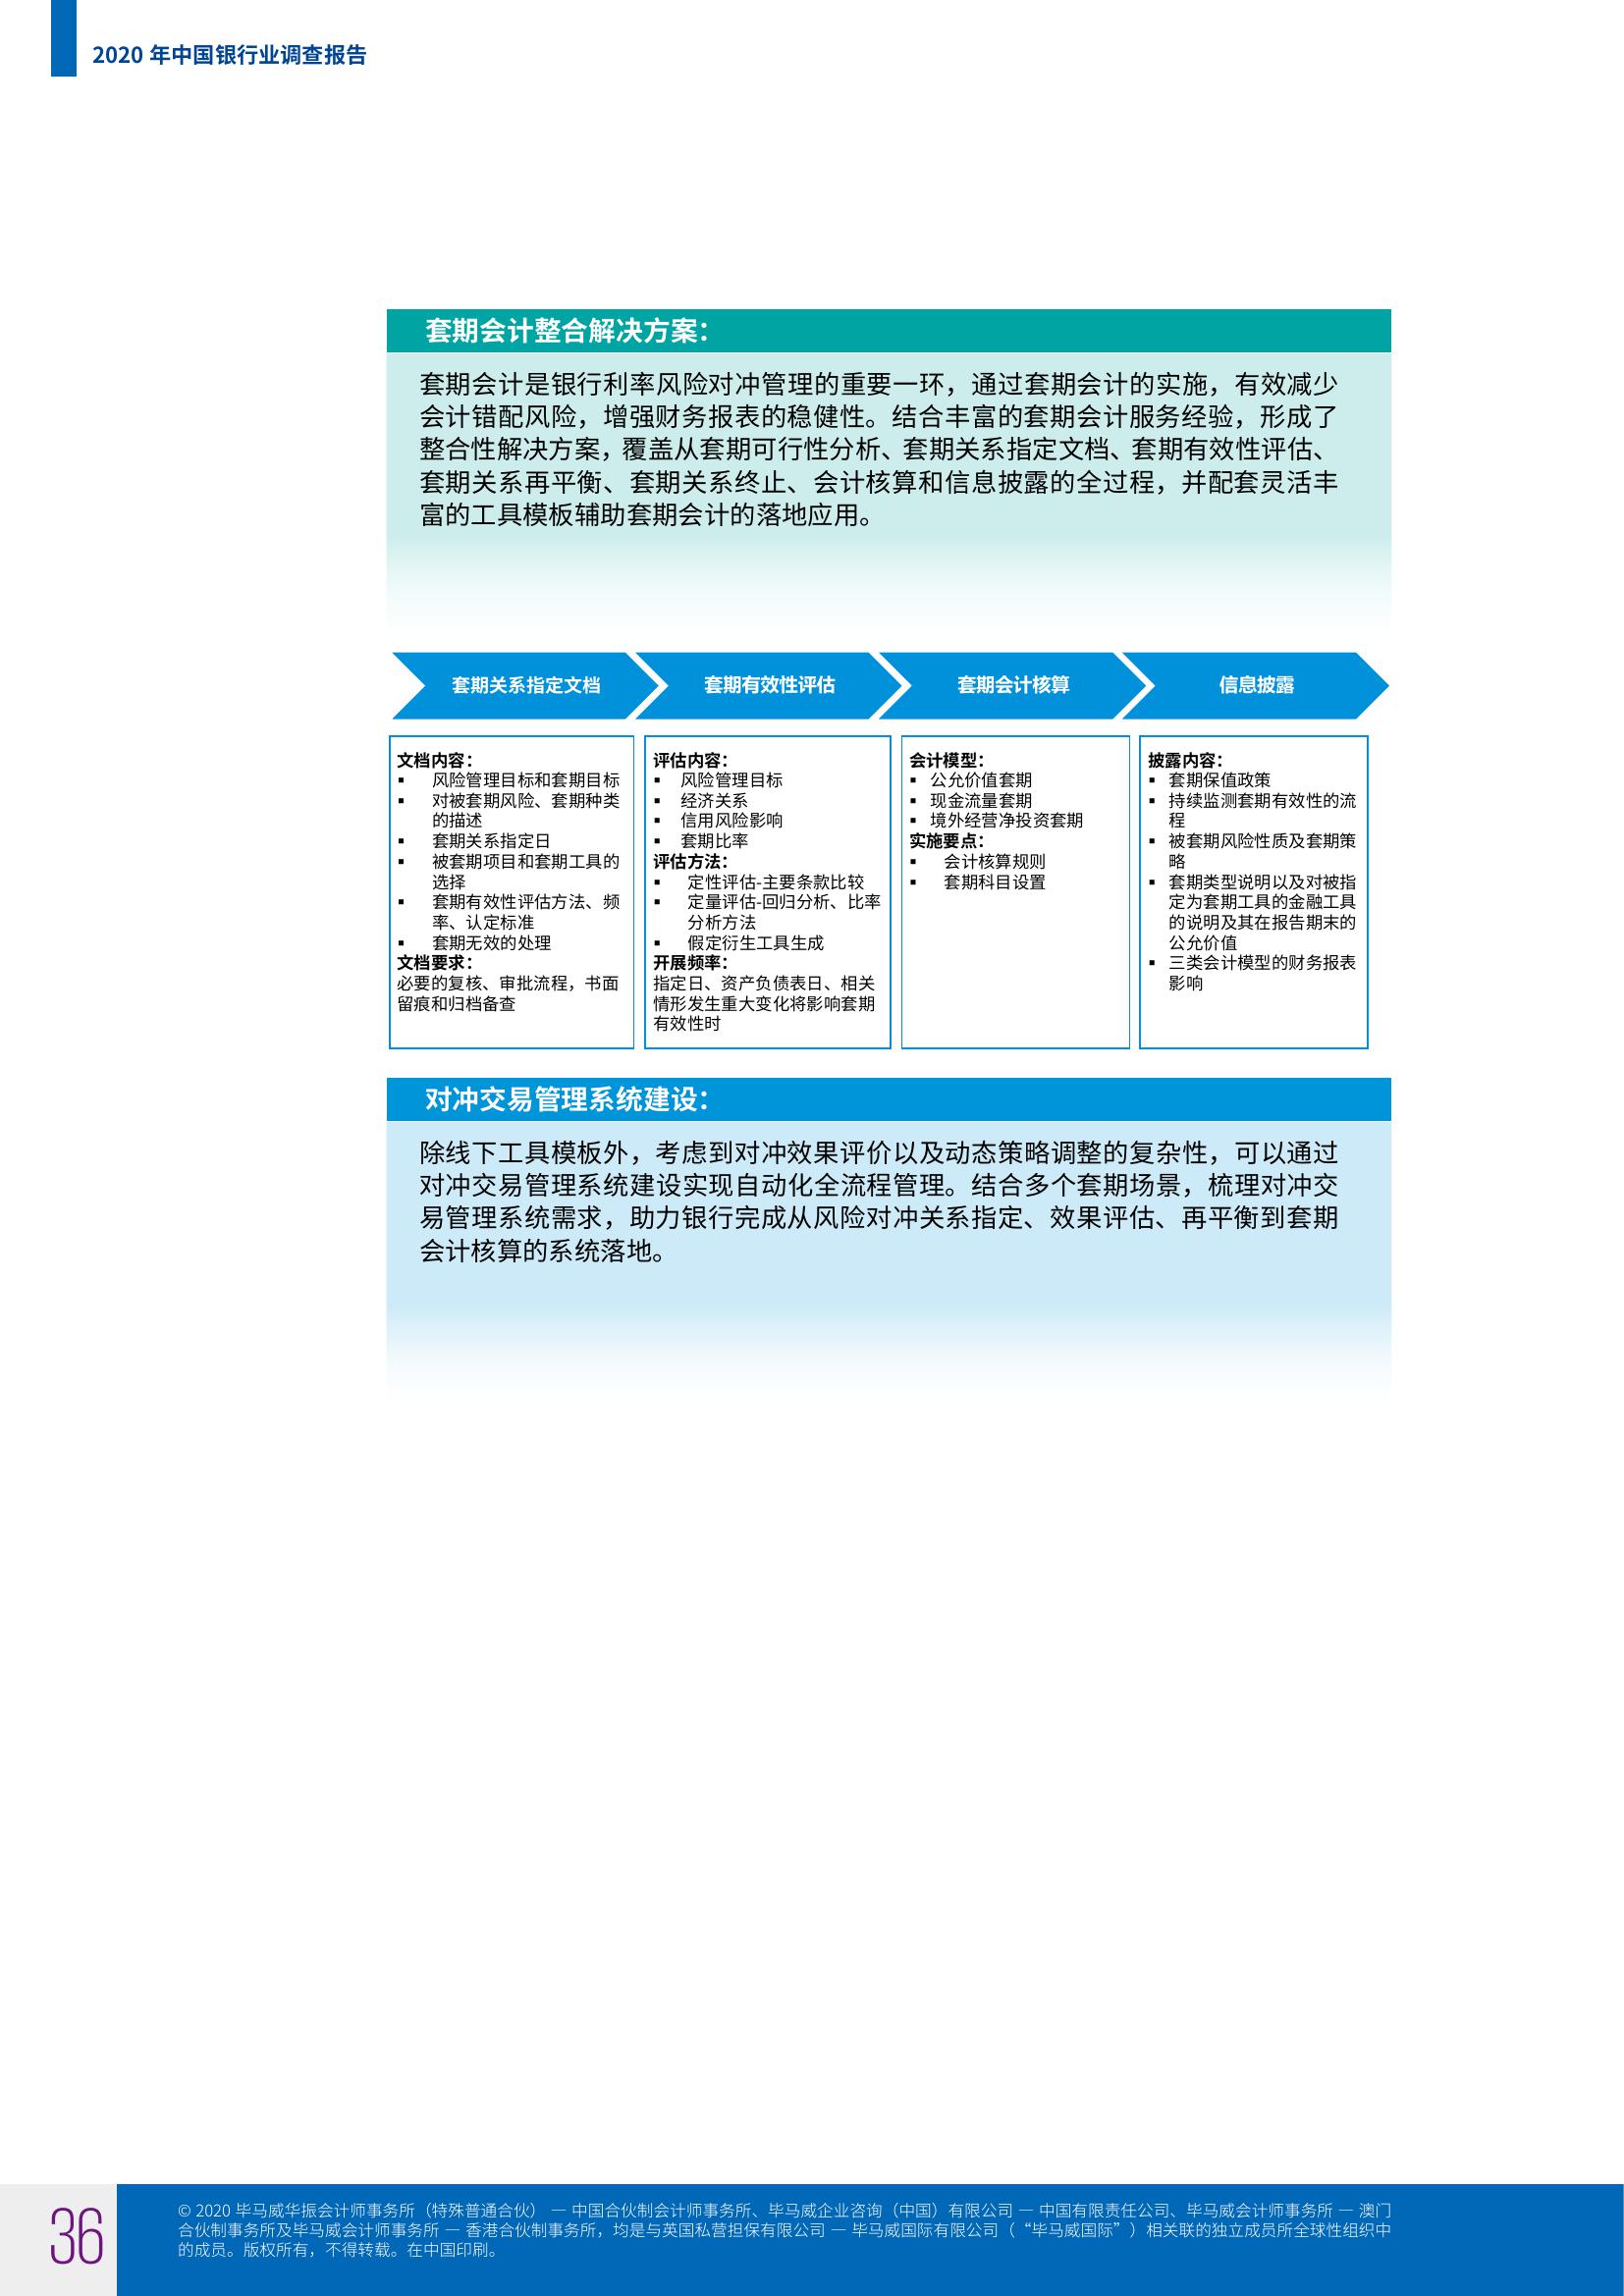 2020 年中国银行业调查报告
套期会计整合解决方案：
套期会计是银行利率风险对冲管理的重要一环，通过套期会计的实施，有效减少
会计错配风险，增强财务报表的稳健性。结合丰富的套期会计服务经验，形成了
整合性解决方案，覆盖从套期可行性分析、套期关系指定文档、套期有效性评估、
套期关系再平衡、套期关系终止、会计核算和信息披露的全过程，并配套灵活丰
富的工具模板辅助套期会计的落地应用。
套期关系指定文档
套期有效性评估
套期会计核算
信息披露
文档内容：
▪ 风险管理目标和套期目标
▪ 对被套期风险、套期种类
的描述
▪ 套期关系指定日
▪ 被套期项目和套期工具的
选择
▪ 套期有效性评估方法、频
率、认定标准
▪ 套期无效的处理
文档要求：
必要的复核、审批流程，书面
留痕和归档备查
评估内容：
▪ 风险管理目标
▪ 经济关系
▪ 信用风险影响
▪ 套期比率
评估方法：
▪ 定性评估-主要条款比较
▪ 定量评估-回归分析、比率
分析方法
▪ 假定衍生工具生成
开展频率：
指定日、资产负债表日、相关
情形发生重大变化将影响套期
有效性时
会计模型：
▪ 公允价值套期
▪ 现金流量套期
▪ 境外经营净投资套期
实施要点：
▪ 会计核算规则
▪ 套期科目设置
披露内容：
▪ 套期保值政策
▪ 持续监测套期有效性的流
程
▪ 被套期风险性质及套期策
略
▪ 套期类型说明以及对被指
定为套期工具的金融工具
的说明及其在报告期末的
公允价值
▪ 三类会计模型的财务报表
影响
对冲交易管理系统建设：
除线下工具模板外，考虑到对冲效果评价以及动态策略调整的复杂性，可以通过
对冲交易管理系统建设实现自动化全流程管理。结合多个套期场景，梳理对冲交
易管理系统需求，助力银行完成从风险对冲关系指定、效果评估、再平衡到套期
会计核算的系统落地。
36
© 2020 毕马威华振会计师事务所（特殊普通合伙） — 中国合伙制会计师事务所、毕马威企业咨询（中国）有限公司 — 中国有限责任公司、毕马威会计师事务所 — 澳门
合伙制事务所及毕马威会计师事务所 — 香港合伙制事务所，均是与英国私营担保有限公司 — 毕马威国际有限公司（“毕马威国际”）相关联的独立成员所全球性组织中
的成员。版权所有，不得转载。在中国印刷。